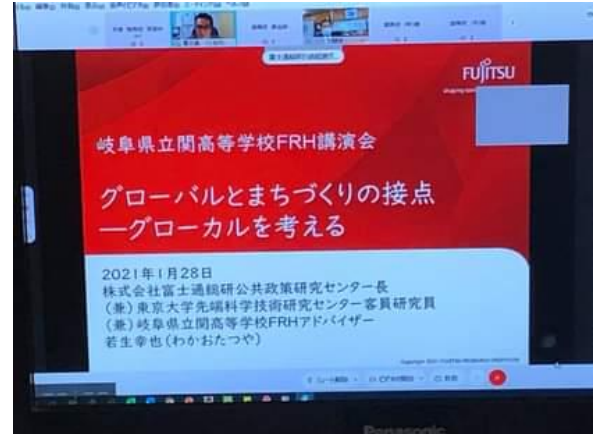 FUJITSU
岐阜県立関高等学校FRH講演会
グローバルとまちづくりの接点
―グローカルを考える
2021年1月28日
株式会社富士通総研公共政策研究センター長
(兼)東京大学先端科学技術研究センター客員研究員
(兼)岐阜県立関高等学校FRHアドバイザー
若生幸也(わかおたつや)
Panasonic